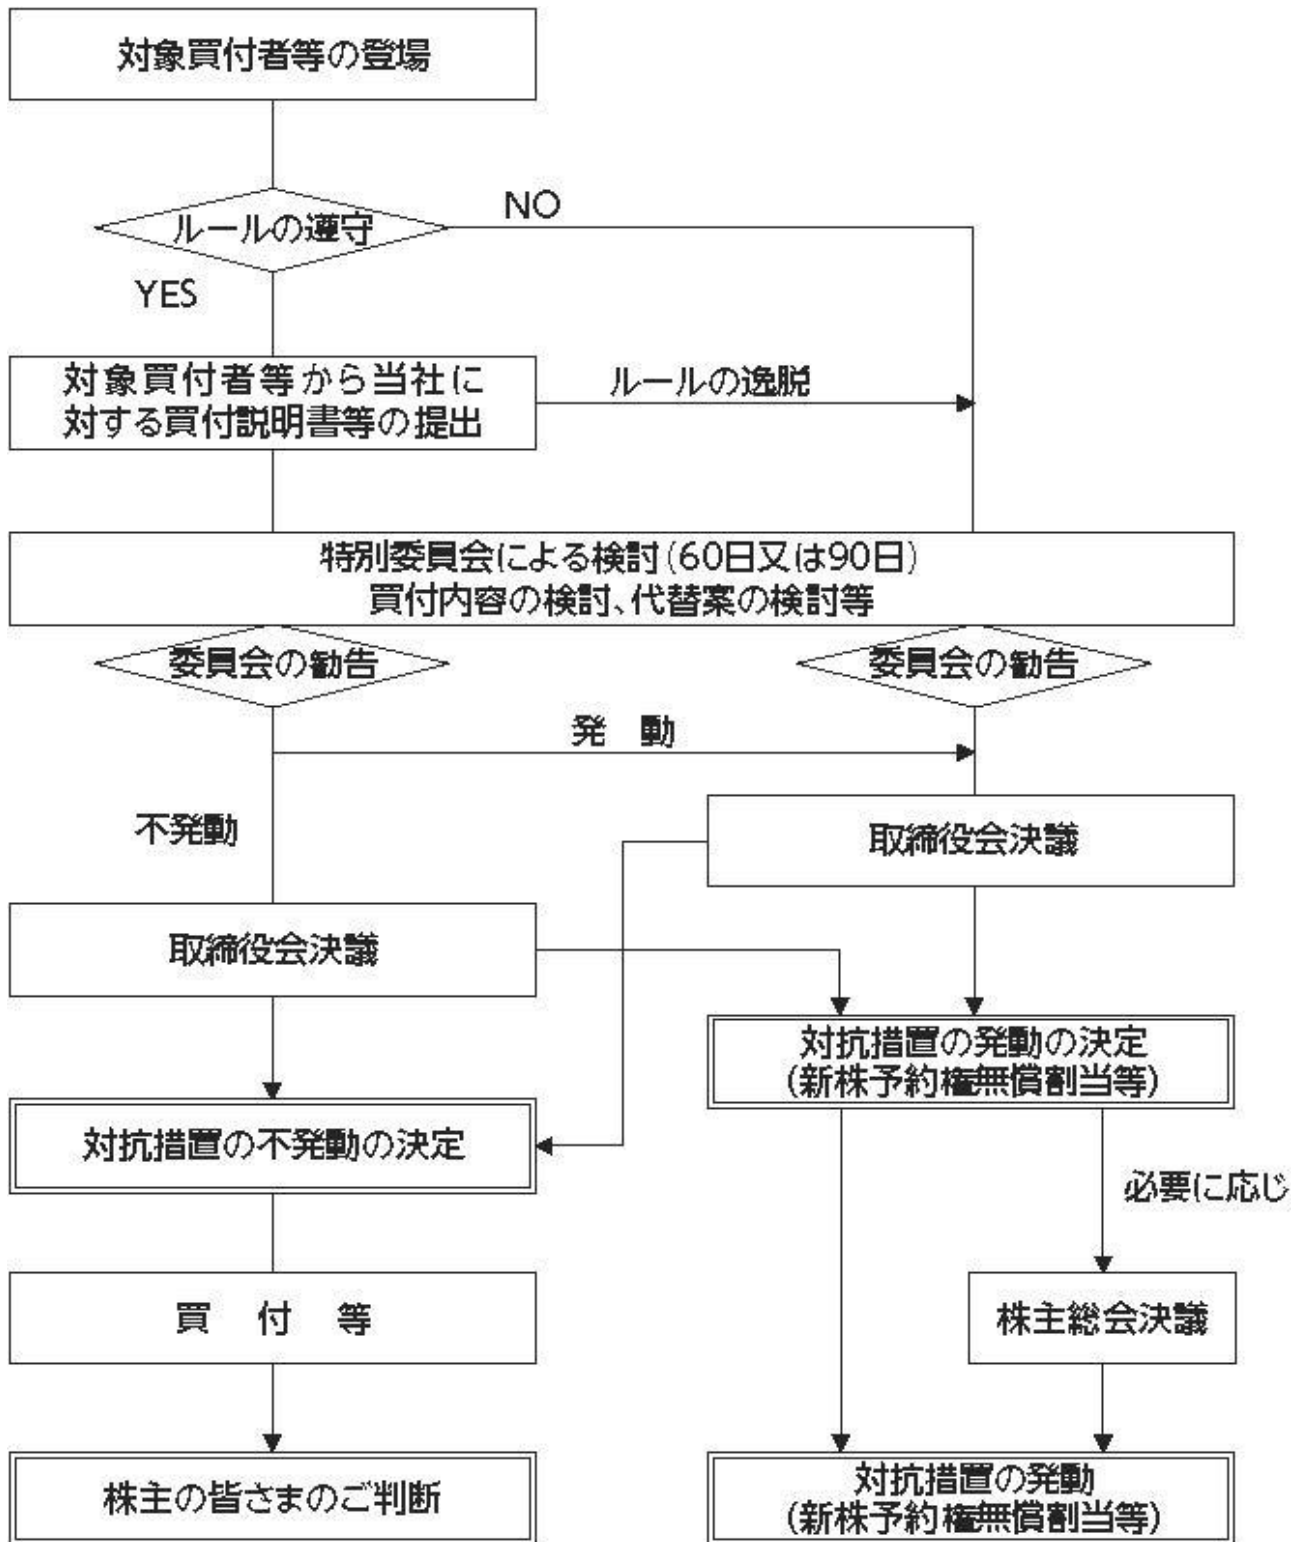 対象買付者等の登場
ルールの遵守
NO
YES
対象買付者等から当社に
対する買付説明書等の提出
ルールの逸脱
特別委員会による検討(60日又は90日)
買付内容の検討、代替案の検討等
委員会の勧告
委員会の勧告
発 動
不発動
取締役会決議
取締役会決議
対抗措置の発動の決定
(新株予約権無償割当等)
対抗措置の不発動の決定
必要に応じ
買 付 等
株主総会決議
株主の皆さまのご判断
対抗措置の発動
(新株予約権無償割当等)